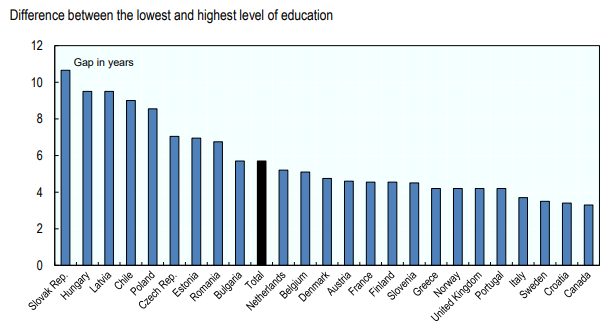 Difference between the lowest and highest level of education
12
Gap in years
10
8
6
4
2
0
Slovak Rep.
Hungary
Latvia
Chile
Poland
Czech Rep.
Estonia
Romania
Bulgaria
Total
Netherlands
Belgium
Denmark
Austria
France
Finland
Slovenia
Greece
Norway
United Kingdom
Portugal
Italy
Sweden
Croatia
Canada